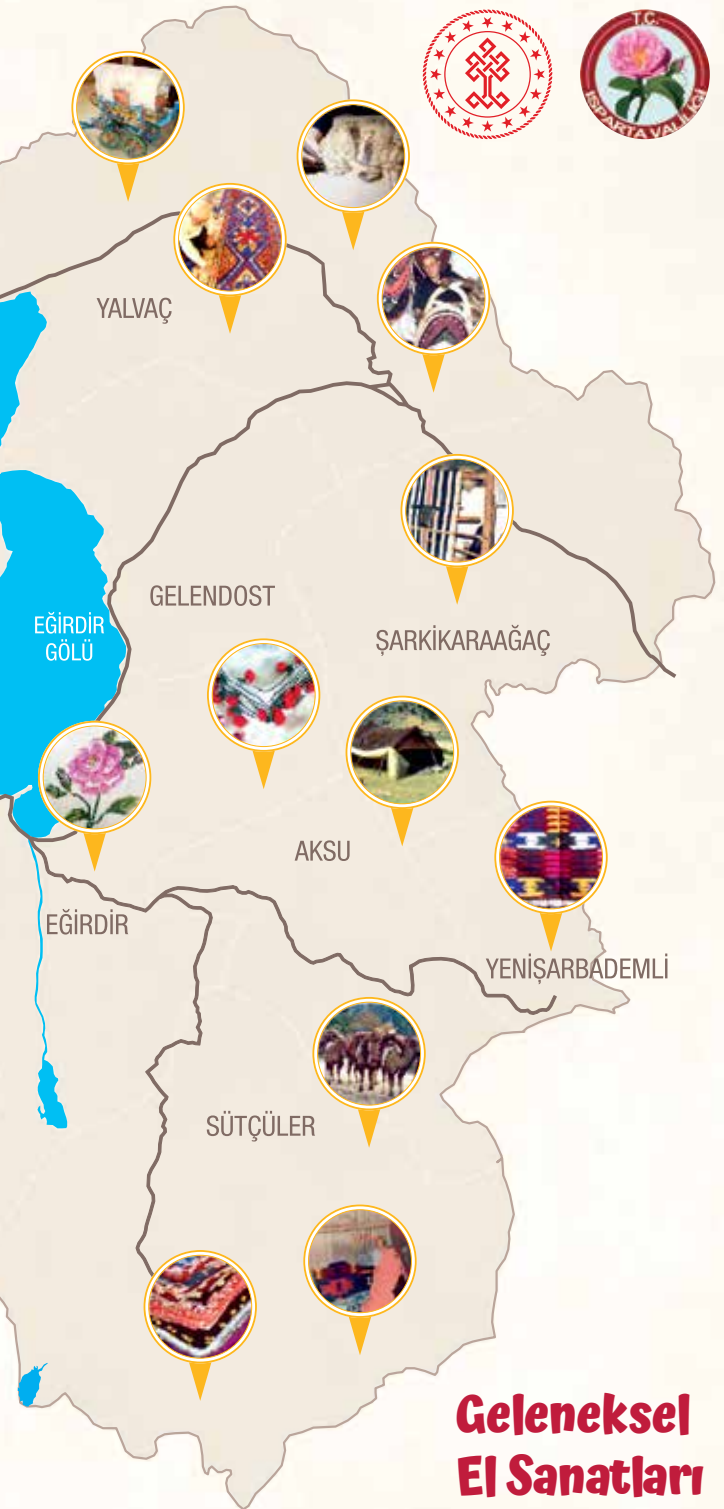 T.C.
ISPARTA VALİLİĞİ
YALVAÇ
GELENDOST
EĞİRDİR
GÖLÜ
ŞARKİKARAAĞAÇ
AKSU
EĞİRDİR
YENİŞARBADEMLİ
SÜTÇÜLER
Geleneksel
El Sanatları